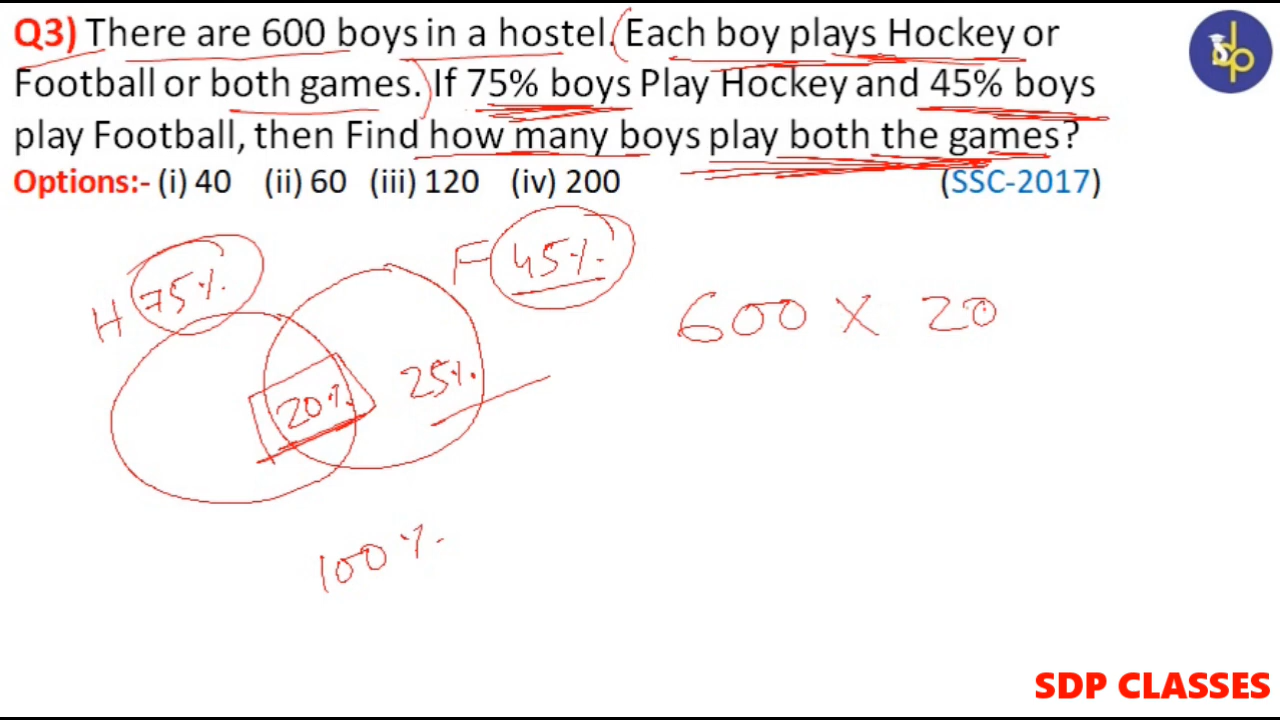 Q3) There are 600 boys in a hostel. Each boy plays Hockey or
Football or both games. If 75% boys Play Hockey and 45% boys
play Football, then Find how many boys play both the games?
Options:- (i) 40 (ii) 60 (iii) 120 (iv) 200 (SSC-2017)
dp
H 75%
F 45%
600 X 20
20% 25%
100%
SDP CLASSES